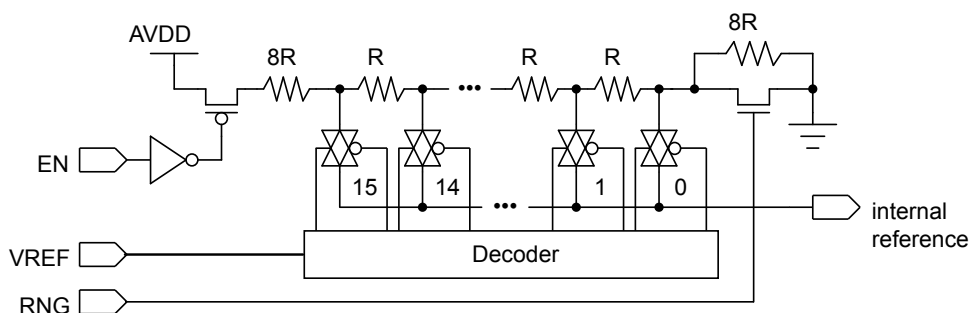 8R
AVDD
8R
R
R
R
•••
EN
15
14
1
0
•••
internal
reference
VREF
Decoder
RNG